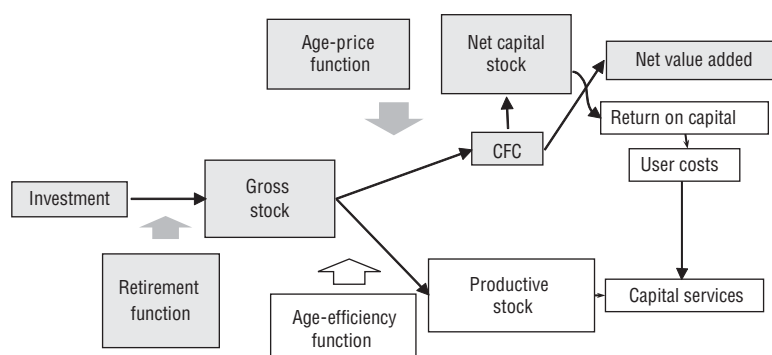 Age-price
function
Net capital
stock
Net value added
Return on capital
CFC
User costs
Investment
Gross
stock
Retirement
function
Age-efficiency
function
Productive
stock
Capital services